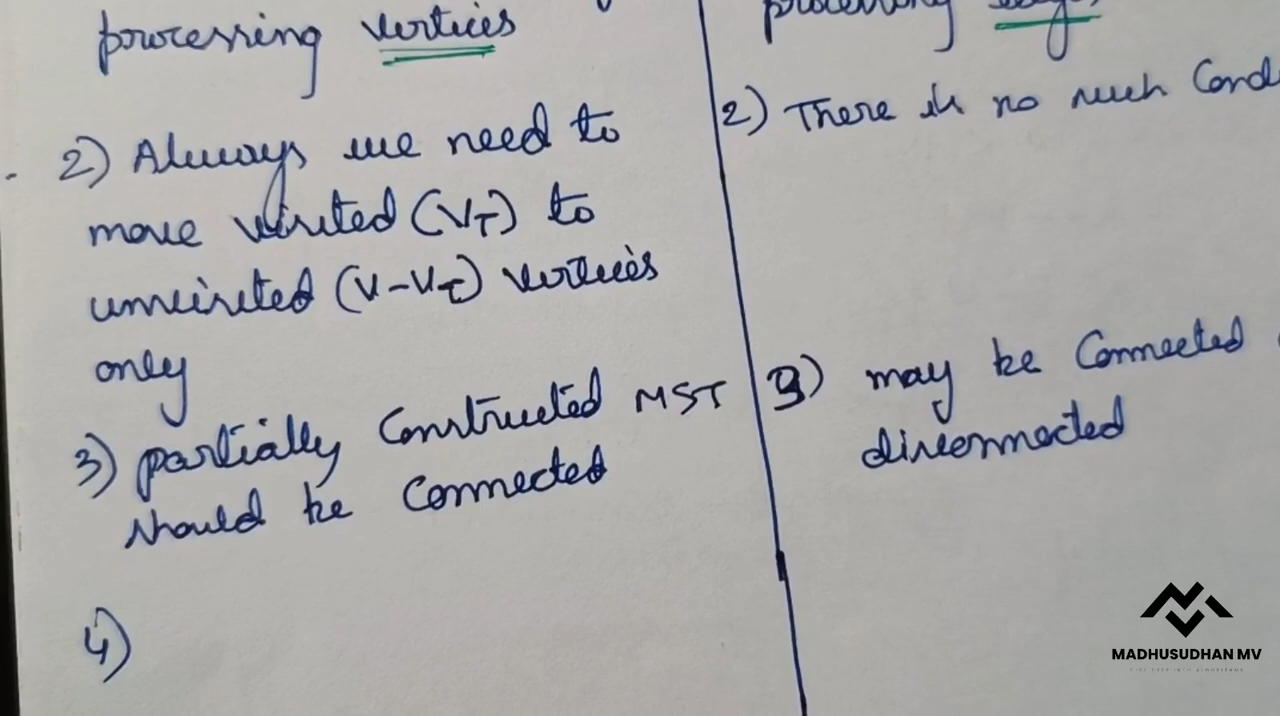 processing vertices
2) Always we need to
move visited (VT) to
unvisited (V-VT) vertices
only
3) partially Constructed MST
should be Connected
4)
processing
2) There is no such Cond
3) may be Connected
disconnected
MADHUSUDHAN MV